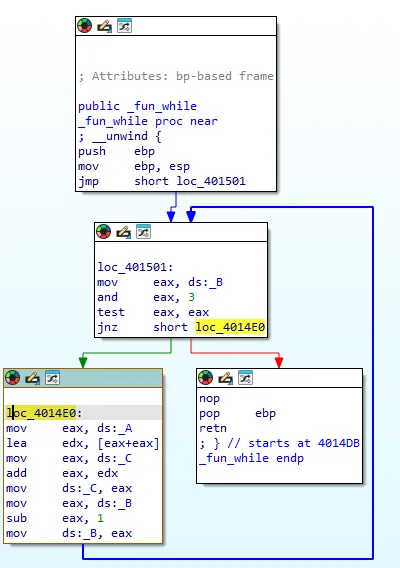 ; Attributes: bp-based frame
public _fun_while
_fun_while proc near
; __unwind {
push ebp
mov ebp, esp
jmp short loc_401501
loc_401501:
mov eax, ds:_B
and eax, 3
test eax, eax
jnz short loc_4014E0
loc_4014E0:
mov eax, ds:_A
lea edx, [eax+eax]
mov eax, ds:_C
add eax, edx
mov ds:_C, eax
mov eax, ds:_B
sub eax, 1
mov ds:_B, eax
nop
pop ebp
retn
; } // starts at 4014DB
_fun_while endp